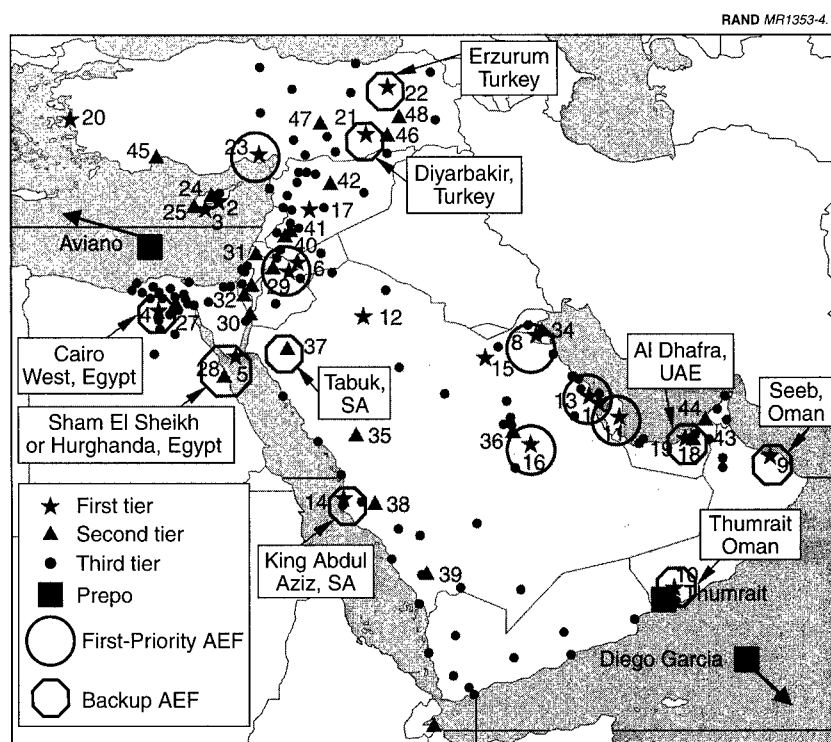 RAND MR1353-4.
Erzurum
Turkey
20
21
22
47
48
46
45
23
Diyarbakir,
Turkey
24
2
25
3
42
17
Aviano
41
40
31
6
29
32
30
12
4
27
8
34
Cairo
West, Egypt
37
15
Al Dhafra,
UAE
28
5
Tabuk,
SA
Seeb,
Oman
13
1
11
44
43
Sham El Sheikh
or Hurghanda, Egypt
35
36
16
19
18
9
First tier
Second tier
Third tier
Prepo
First-Priority AEF
Backup AEF
14
38
Thumrait
Oman
King Abdul
Aziz, SA
39
10
Thumrait
Diego Garcia